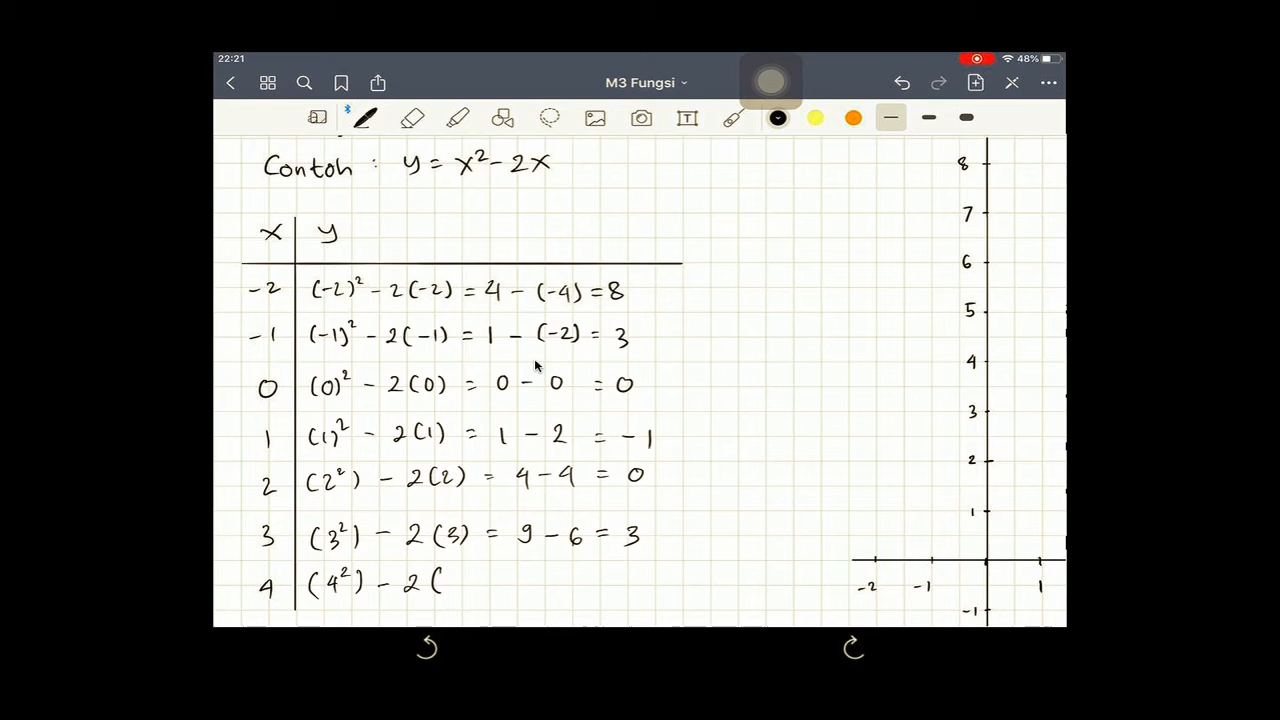 22:21
48%
M3 Fungsi
Contoh : y = x² - 2x
x y
-2 (-2)² - 2(-2) = 4 - (-4) = 8
-1 (-1)² - 2(-1) = 1 - (-2) = 3
0 (0)² - 2(0) = 0 - 0 = 0
1 (1)² - 2(1) = 1 - 2 = -1
2 (2²) - 2(2) = 4 - 4 = 0
3 (3²) - 2(3) = 9 - 6 = 3
4 (4²) - 2(
8
7
6
5
4
3
2
1
-2 -1 1
-1